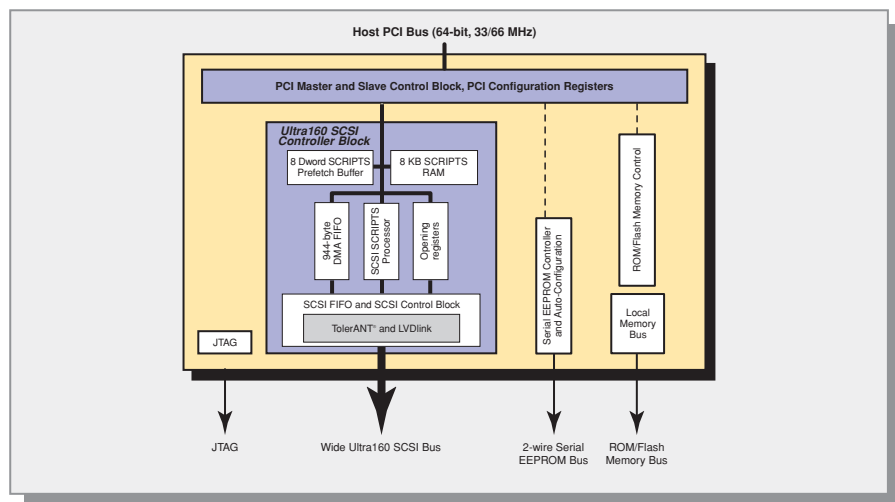 Host PCI Bus (64-bit, 33/66 MHz)
PCI Master and Slave Control Block, PCI Configuration Registers
Ultra160 SCSI
Controller Block
8 Dword SCRIPTS
Prefetch Buffer
8 KB SCRIPTS
RAM
944-byte
DMA FIFO
SCSI SCRIPTS
Processor
Opening
registers
SCSI FIFO and SCSI Control Block
TolerANT® and LVDlink
Serial EEPROM Controller
and Auto-Configuration
ROM/Flash Memory Control
Local
Memory
Bus
JTAG
JTAG
Wide Ultra160 SCSI Bus
2-wire Serial
EEPROM Bus
ROM/Flash
Memory Bus